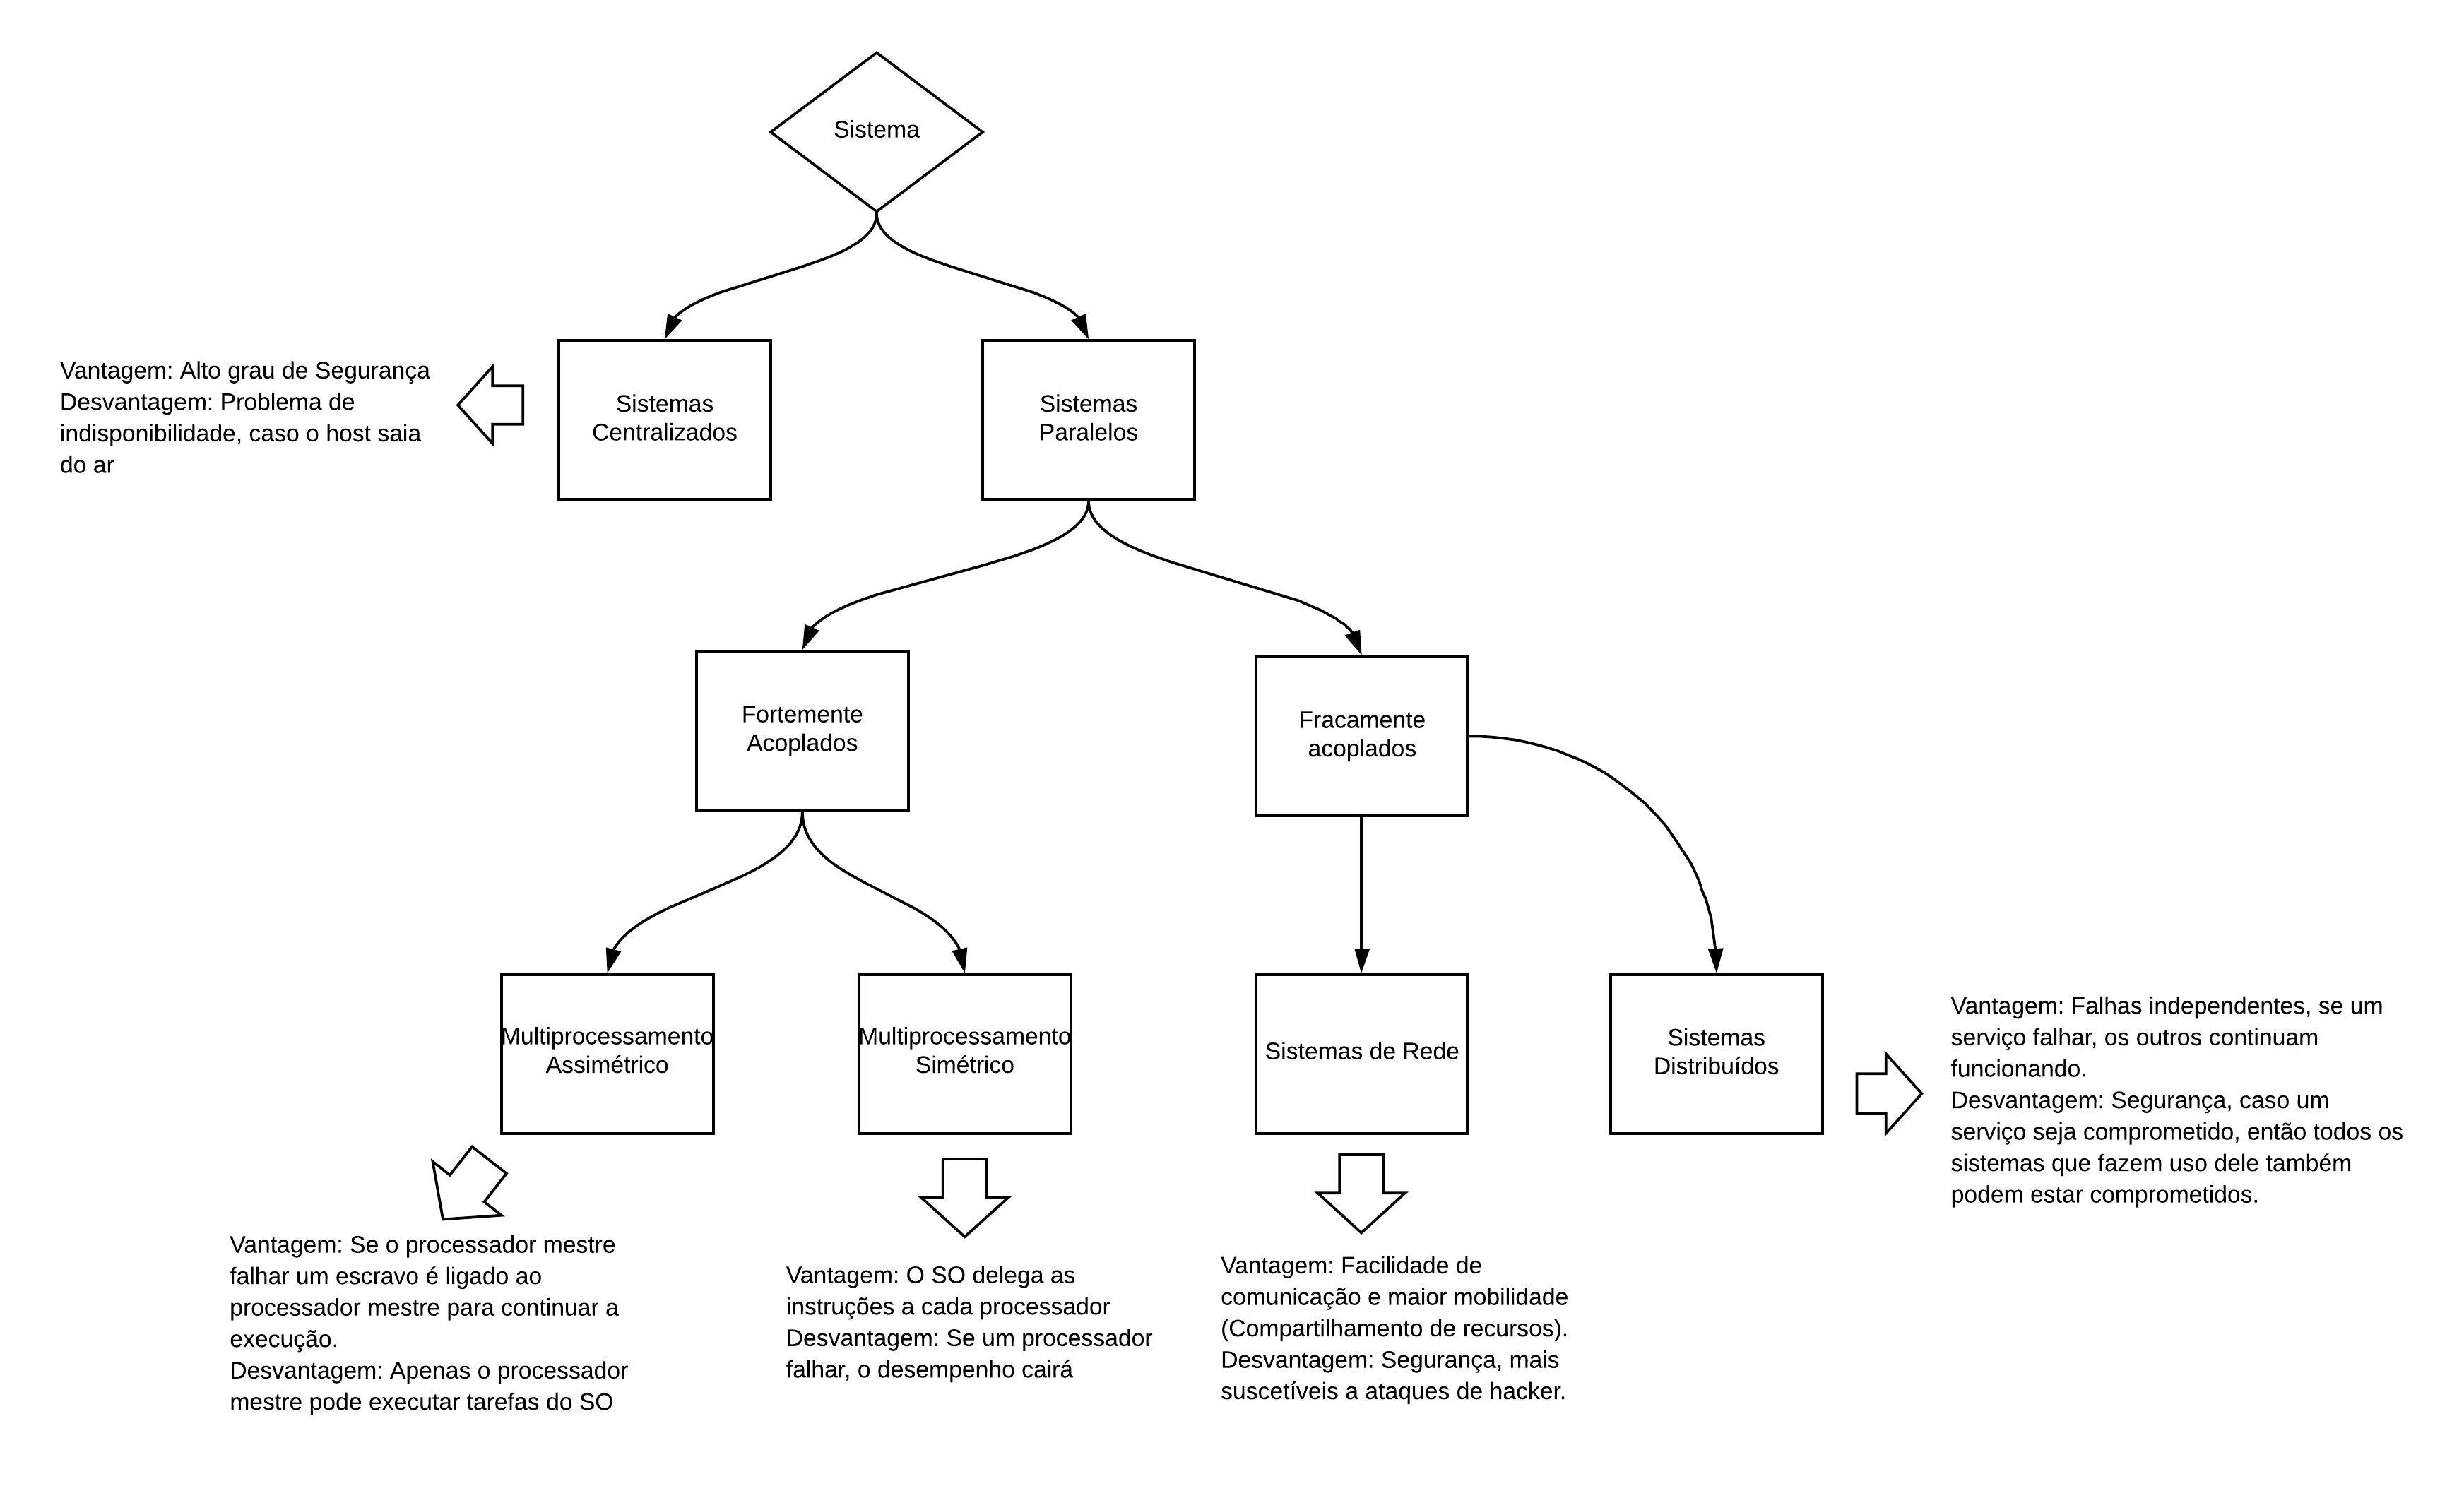 Sistema
Vantagem: Alto grau de Segurança
Desvantagem: Problema de
indisponibilidade, caso o host saia
do ar
Sistemas
Centralizados
Sistemas
Paralelos
Fortemente
Acoplados
Fracamente
acoplados
Multiprocessamento
Assimétrico
Multiprocessamento
Simétrico
Sistemas de Rede
Sistemas
Distribuídos
Vantagem: Falhas independentes, se um
serviço falhar, os outros continuam
funcionando.
Desvantagem: Segurança, caso um
serviço seja comprometido, então todos os
sistemas que fazem uso dele também
podem estar comprometidos.
Vantagem: Se o processador mestre
falhar um escravo é ligado ao
processador mestre para continuar a
execução.
Desvantagem: Apenas o processador
mestre pode executar tarefas do SO
Vantagem: O SO delega as
instruções a cada processador
Desvantagem: Se um processador
falhar, o desempenho cairá
Vantagem: Facilidade de
comunicação e maior mobilidade
(Compartilhamento de recursos).
Desvantagem: Segurança, mais
suscetíveis a ataques de hacker.